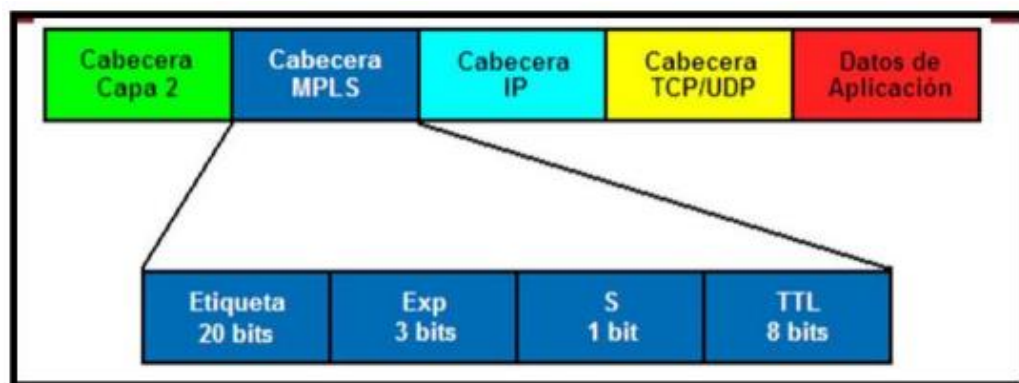 Cabecera
Capa 2
Cabecera
MPLS
Cabecera
IP
Cabecera
TCP/UDP
Datos de
Aplicación
Etiqueta
20 bits
Exp
3 bits
S
1 bit
TTL
8 bits